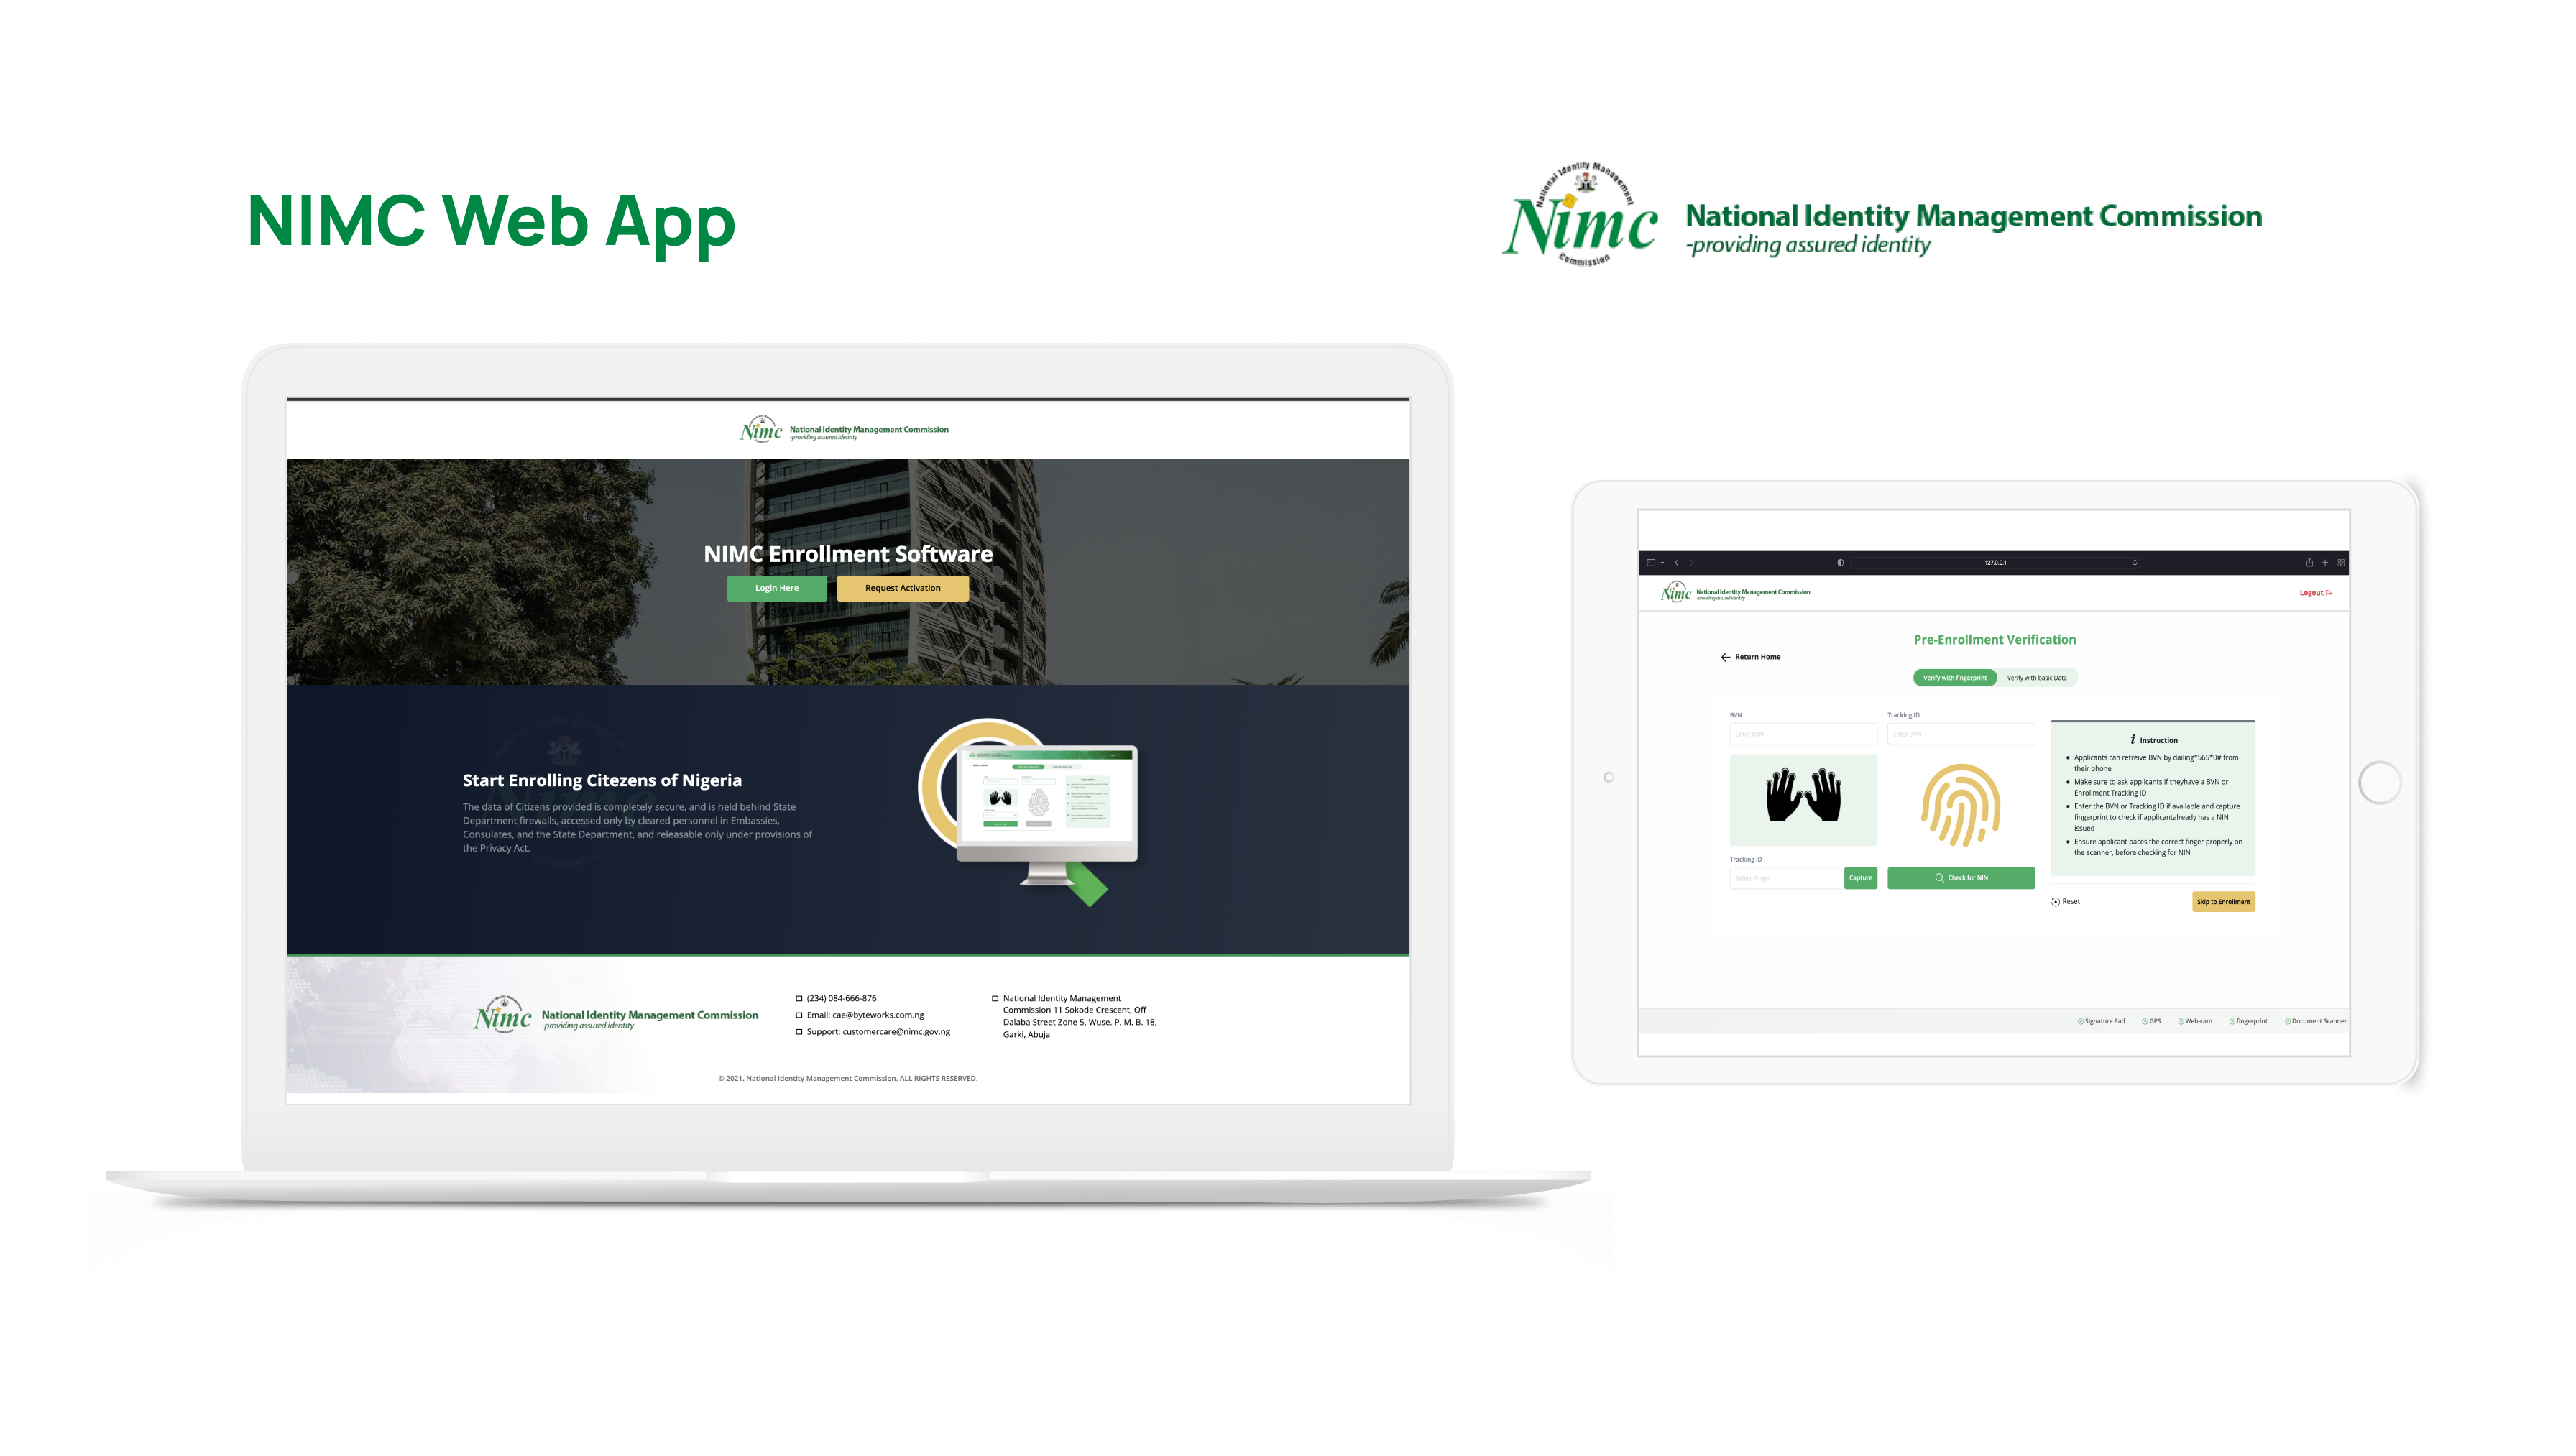 NIMC Web App
National Identity Management
Nimc
Commission
National Identity Management Commission
-providing assured identity
Nimc
National Identity Management Commission
-providing assured identity
NIMC Enrollment Software
Login Here
Request Activation
Start Enrolling Citezens of Nigeria
The data of Citizens provided is completely secure, and is held behind State
Department firewalls, accessed only by cleared personnel in Embassies,
Consulates, and the State Department, and releasable only under provisions of
the Privacy Act.
Nimc
National Identity Management Commission
-providing assured identity
(234) 084-666-876
Email: cae@byteworks.com.ng
Support: customercare@nimc.gov.ng
National Identity Management
Commission 11 Sokode Crescent, Off
Dalaba Street Zone 5, Wuse. P. M. B. 18,
Garki, Abuja
© 2021. National Identity Management Commission. ALL RIGHTS RESERVED.
127.0.0.1
Nimc
National Identity Management Commission
-providing assured identity
Logout
Pre-Enrollment Verification
Return Home
Verify with fingerprint
Verify with basic Data
BVN
Enter BVN
Tracking ID
Enter BVN
Tracking ID
Select Finger
Capture
Check for NIN
i Instruction
Applicants can retreive BVN by dailing*565*0# from
their phone
Make sure to ask applicants if theyhave a BVN or
Enrollment Tracking ID
Enter the BVN or Tracking ID if available and capture
fingerprint to check if applicantalready has a NIN
issued
Ensure applicant paces the correct finger properly on
the scanner, before checking for NIN
Reset
Skip to Enrollment
Signature Pad
GPS
Web-cam
fingerprint
Document Scanner